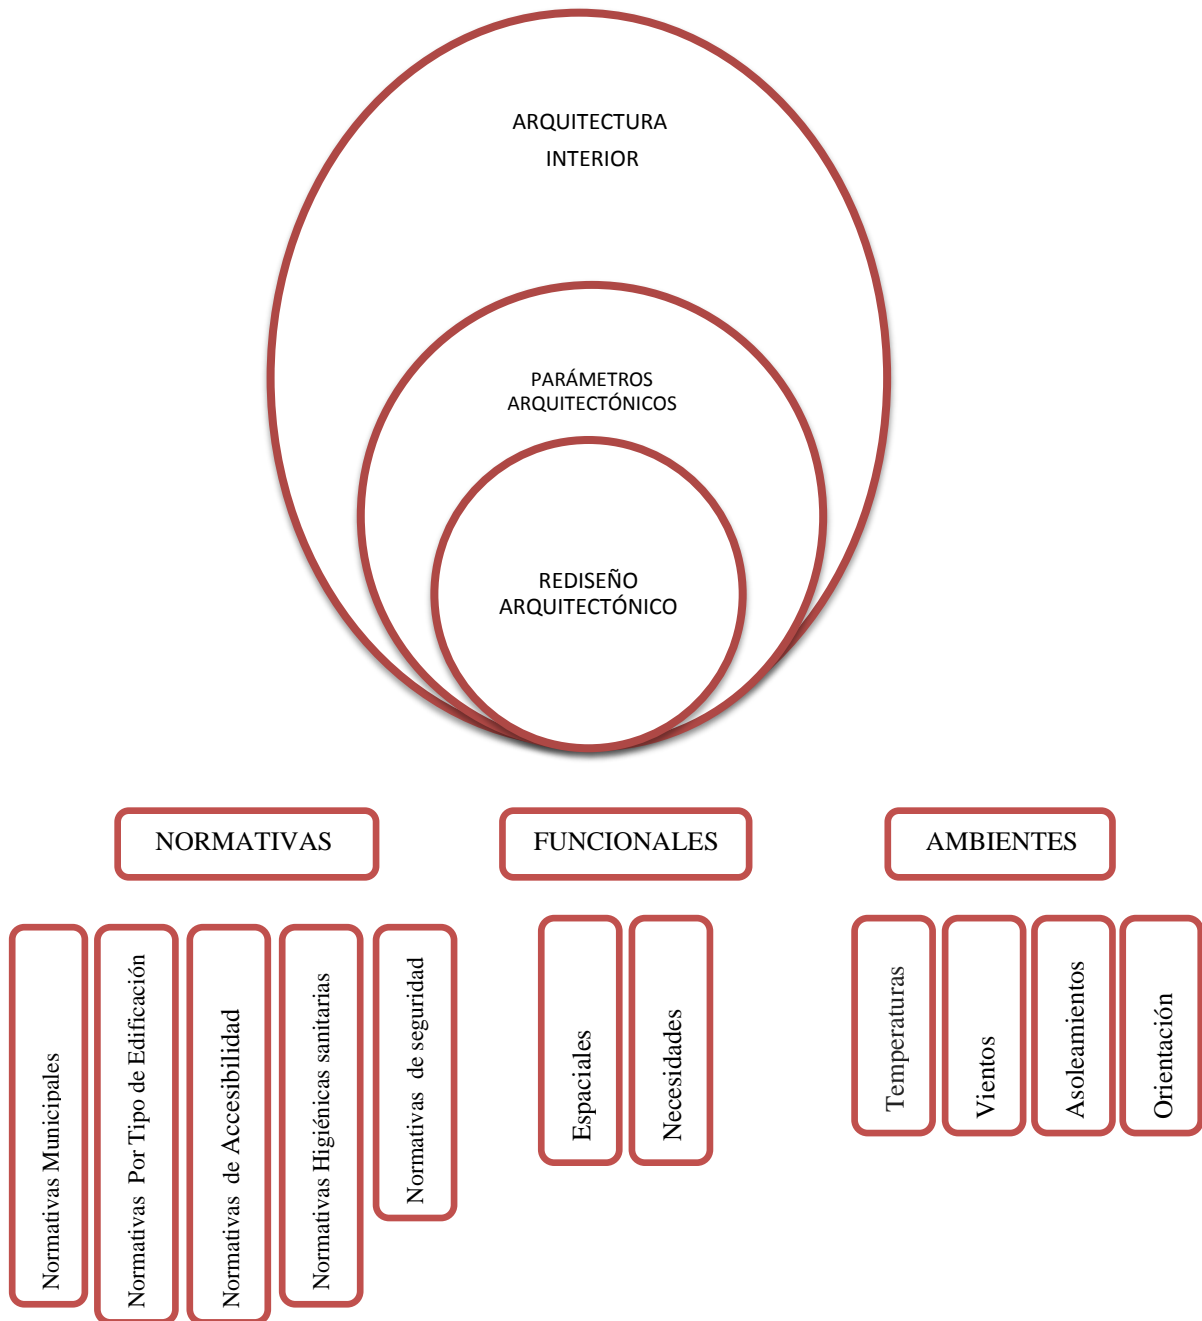 ARQUITECTURA
INTERIOR
PARÁMETROS
ARQUITECTÓNICOS
REDISEÑO
ARQUITECTÓNICO
NORMATIVAS
FUNCIONALES
AMBIENTES
Normativas Municipales
Normativas Por Tipo de Edificación
Normativas de Accesibilidad
Normativas Higiénicas sanitarias
Normativas de seguridad
Espaciales
Necesidades
Temperaturas
Vientos
Asoleamientos
Orientación